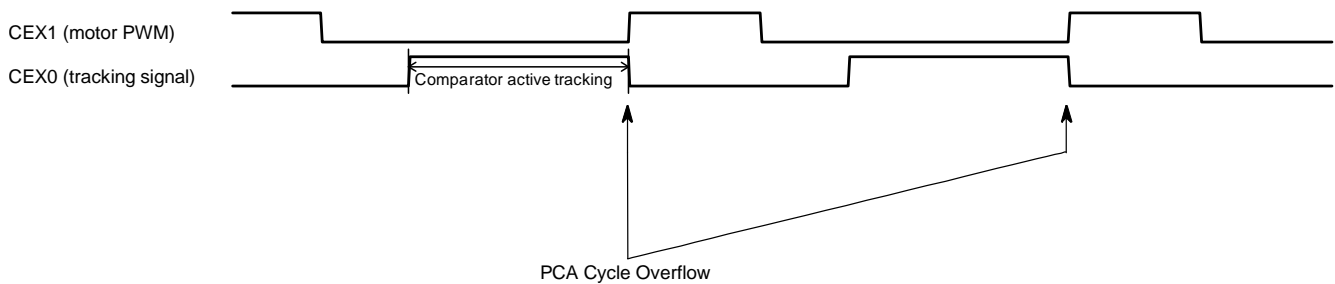 CEX1 (motor PWM)
CEX0 (tracking signal)
Comparator active tracking
PCA Cycle Overflow